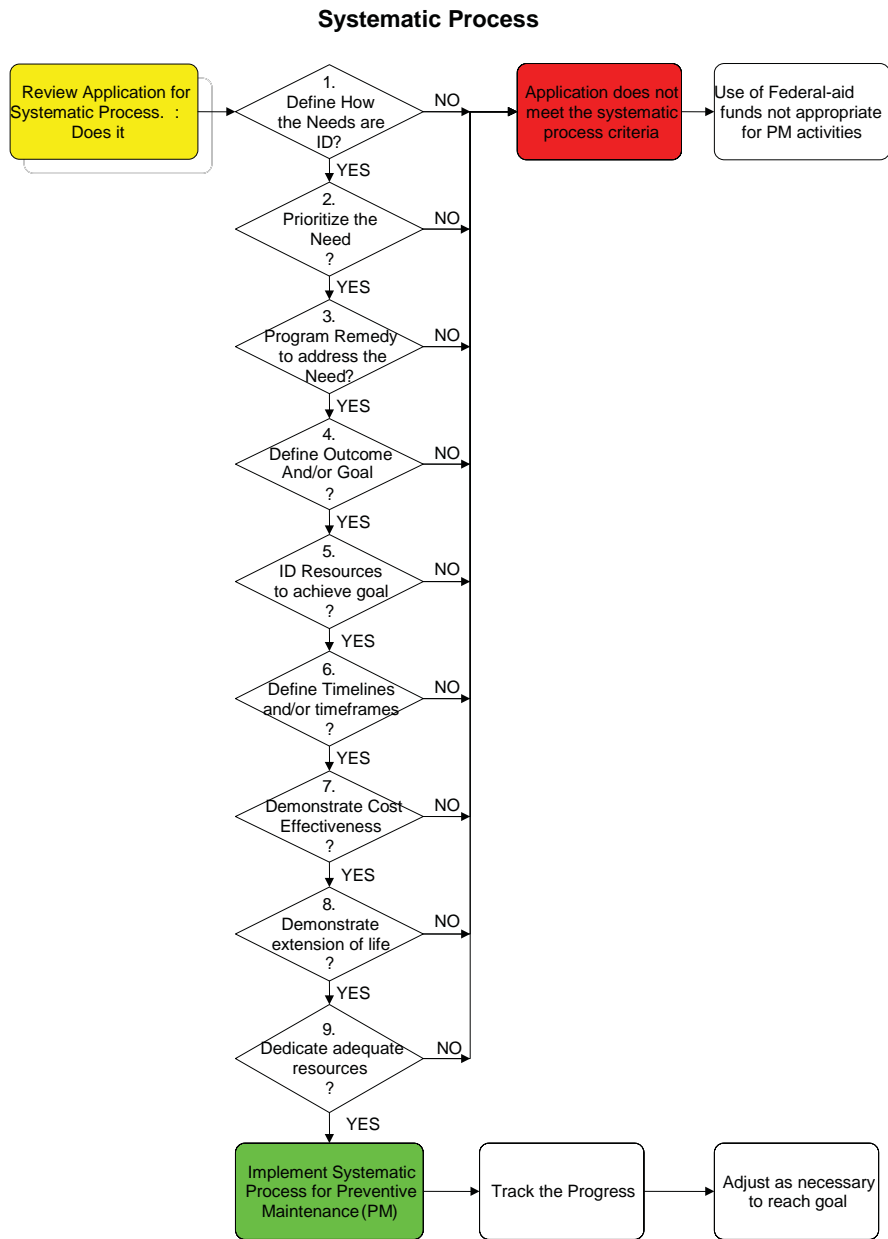 Systematic Process
Review Application for
Systematic Process.  :
Does it
1.
Define How
the Needs are
ID?
NO
Application does not
meet the systematic
process criteria
Use of Federal-aid
funds not appropriate
for PM activities
YES
2.
Prioritize the
Need
?
NO
YES
3.
Program Remedy
to address the
Need?
NO
YES
4.
Define Outcome
And/or Goal
?
NO
YES
5.
ID Resources
to achieve goal
?
NO
YES
6.
Define Timelines
and/or timeframes
?
NO
YES
7.
Demonstrate Cost
Effectiveness
?
NO
YES
8.
Demonstrate
extension of life
?
NO
YES
9.
Dedicate adequate
resources
?
NO
YES
Implement Systematic
Process for Preventive
Maintenance (PM)
Track the Progress
Adjust as necessary
to reach goal